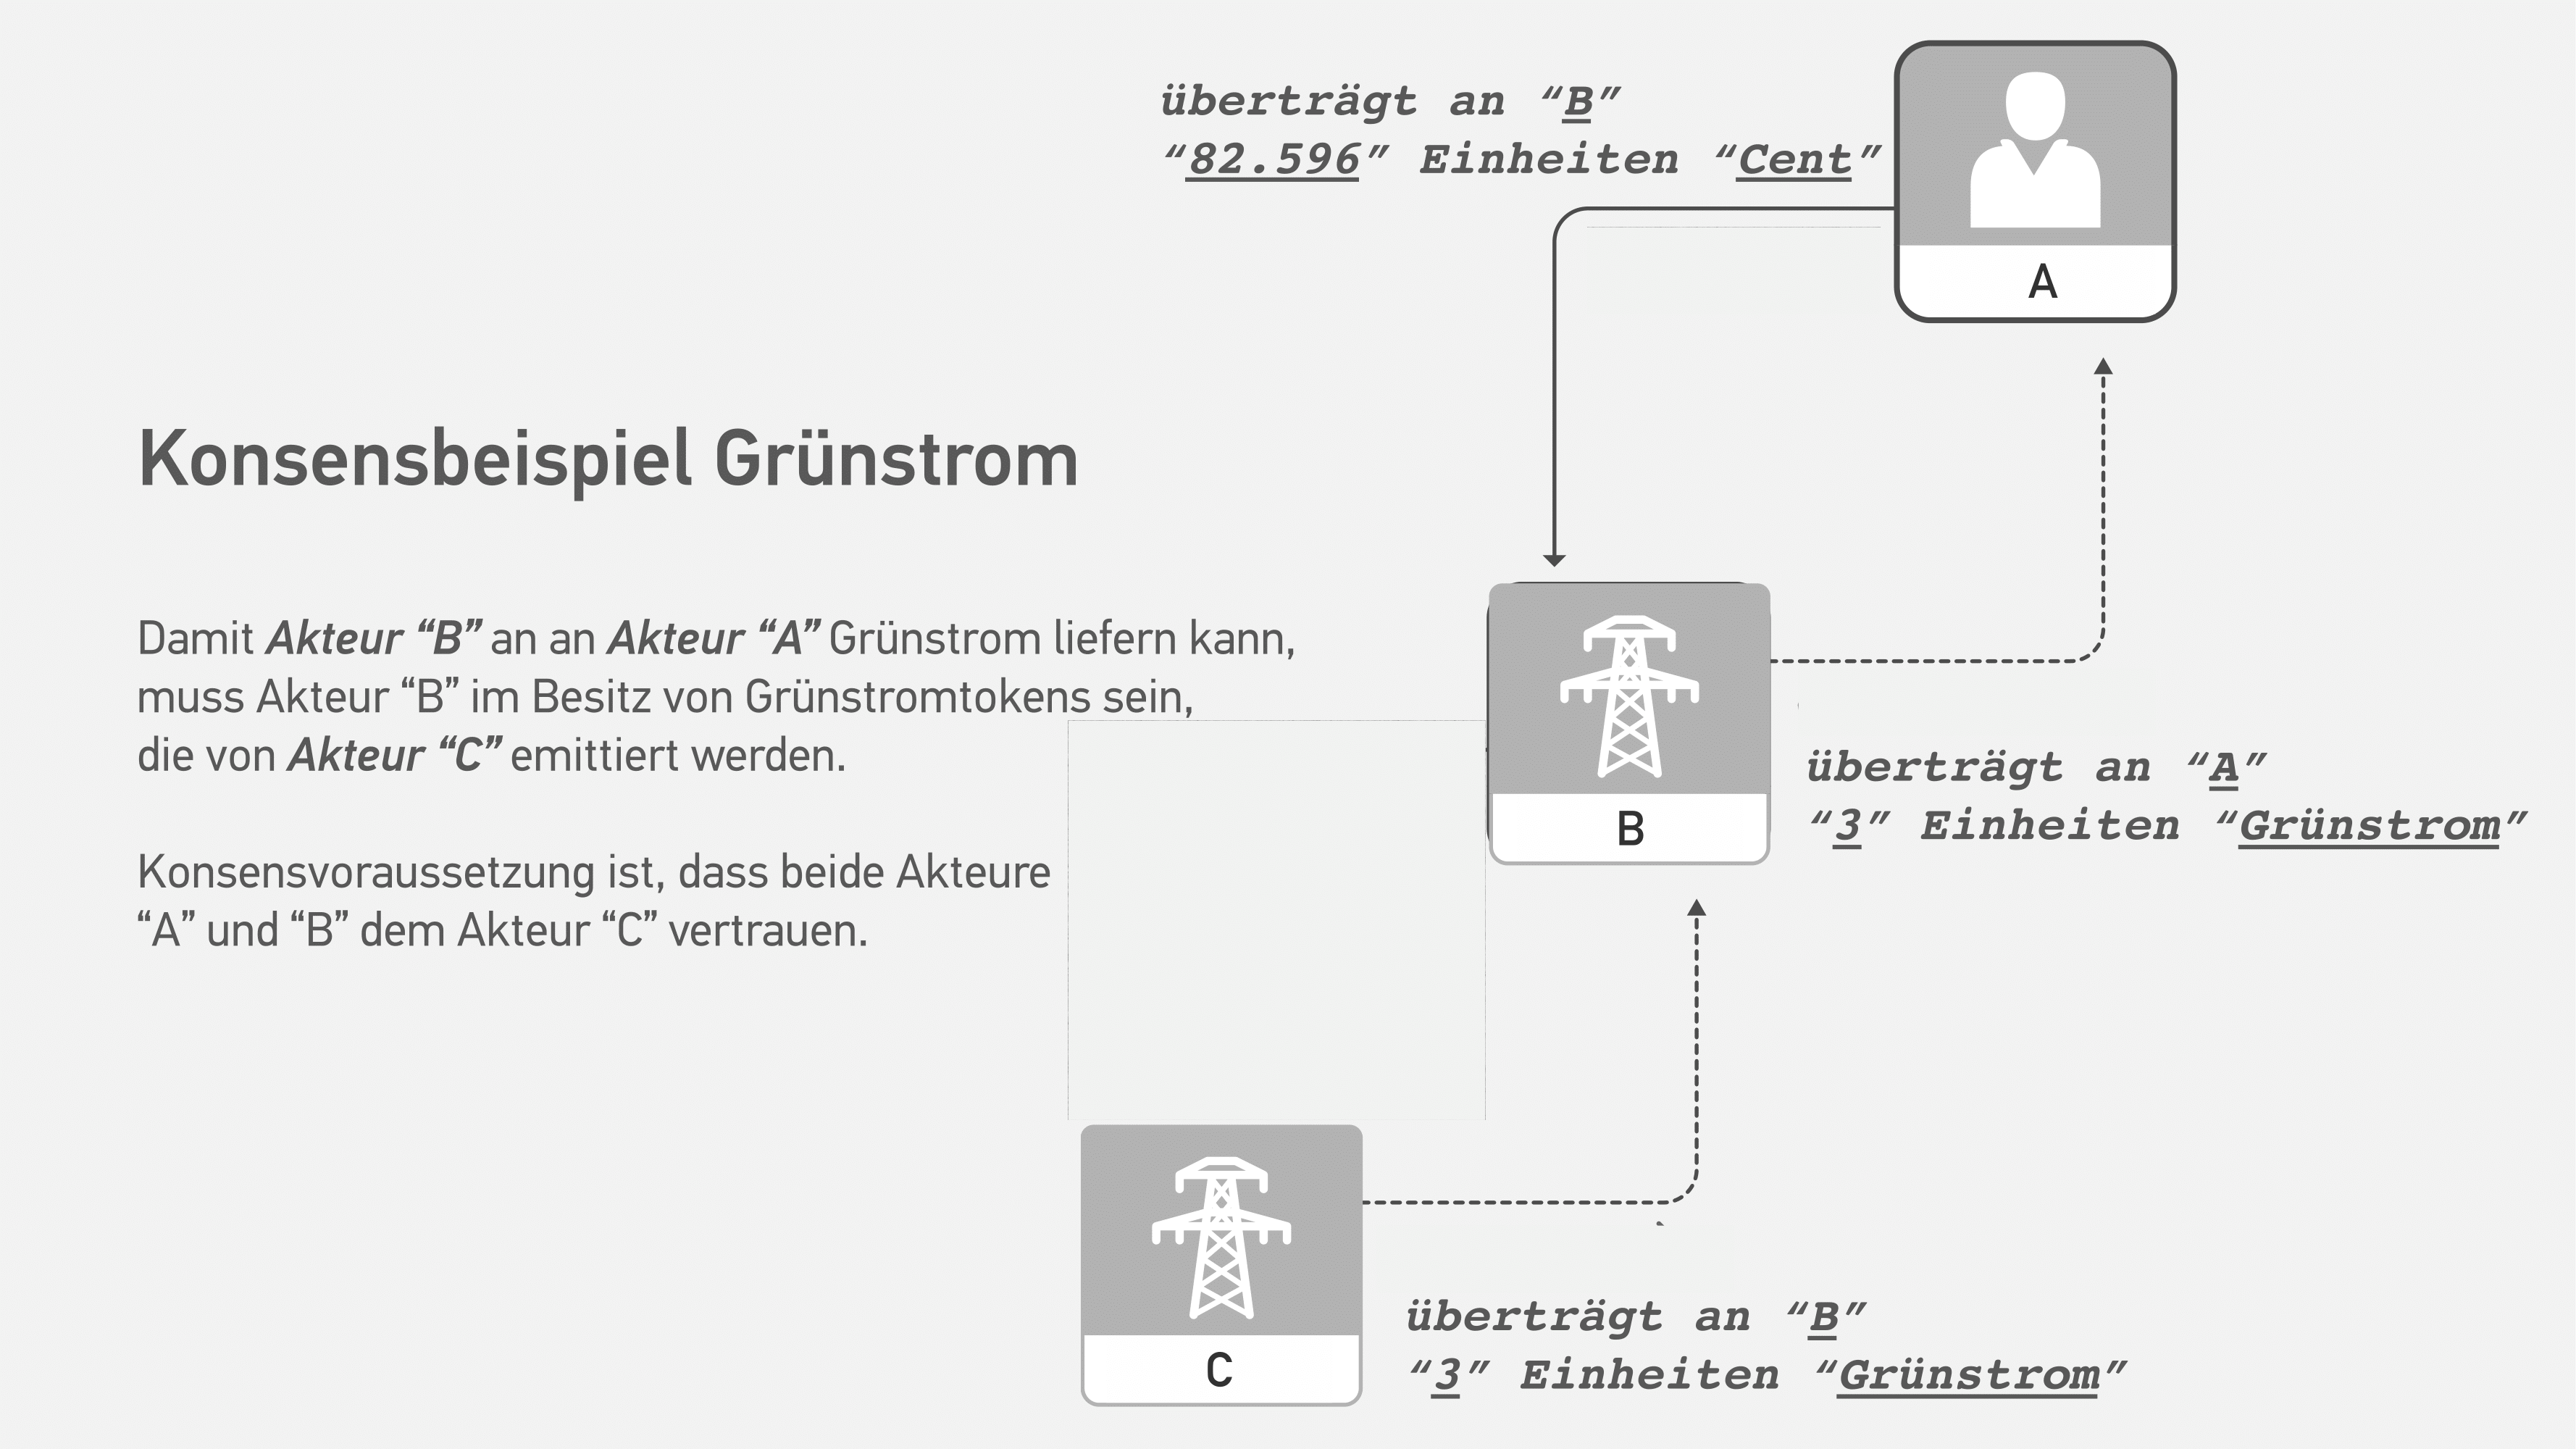 überträgt an “B”
“82.596” Einheiten “Cent”
A
Konsensbeispiel Grünstrom
Damit Akteur “B” an an Akteur “A” Grünstrom liefern kann,
muss Akteur “B” im Besitz von Grünstromtokens sein,
die von Akteur “C” emittiert werden.
Konsensvoraussetzung ist, dass beide Akteure
“A” und “B” dem Akteur “C” vertrauen.
B
überträgt an “A”
“3” Einheiten “Grünstrom”
C
überträgt an “B”
“3” Einheiten “Grünstrom”